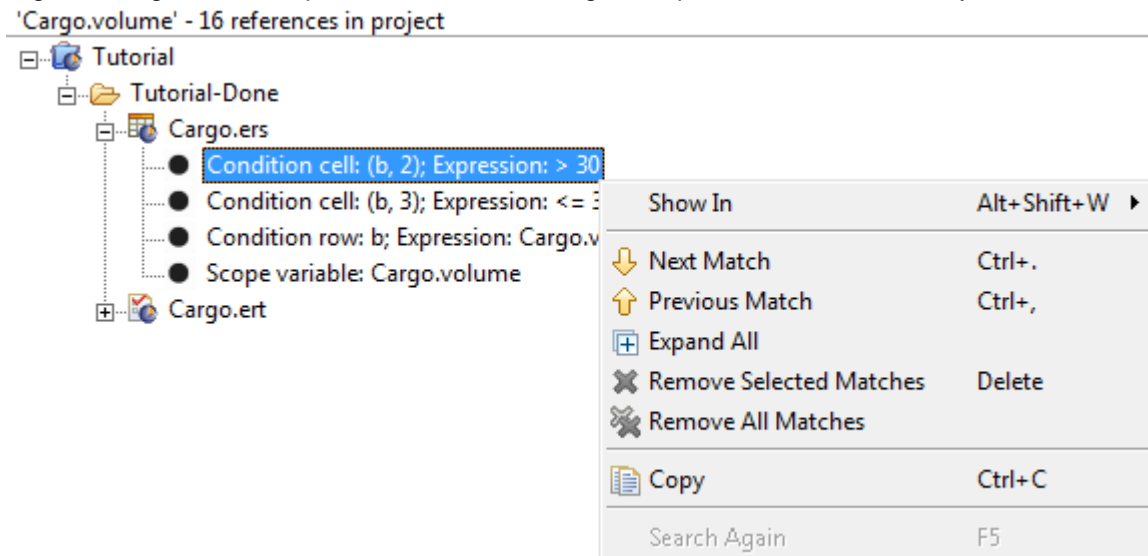 'Cargo.volume' - 16 references in project
Tutorial
Tutorial-Done
Cargo.ers
Condition cell: (b, 2); Expression: > 30
Condition cell: (b, 3); Expression: <=
Condition row: b; Expression: Cargo.v
Scope variable: Cargo.volume
Cargo.ert
Show In Alt+Shift+W
Next Match Ctrl+.
Previous Match Ctrl+,
Expand All
Remove Selected Matches Delete
Remove All Matches
Copy Ctrl+C
Search Again F5